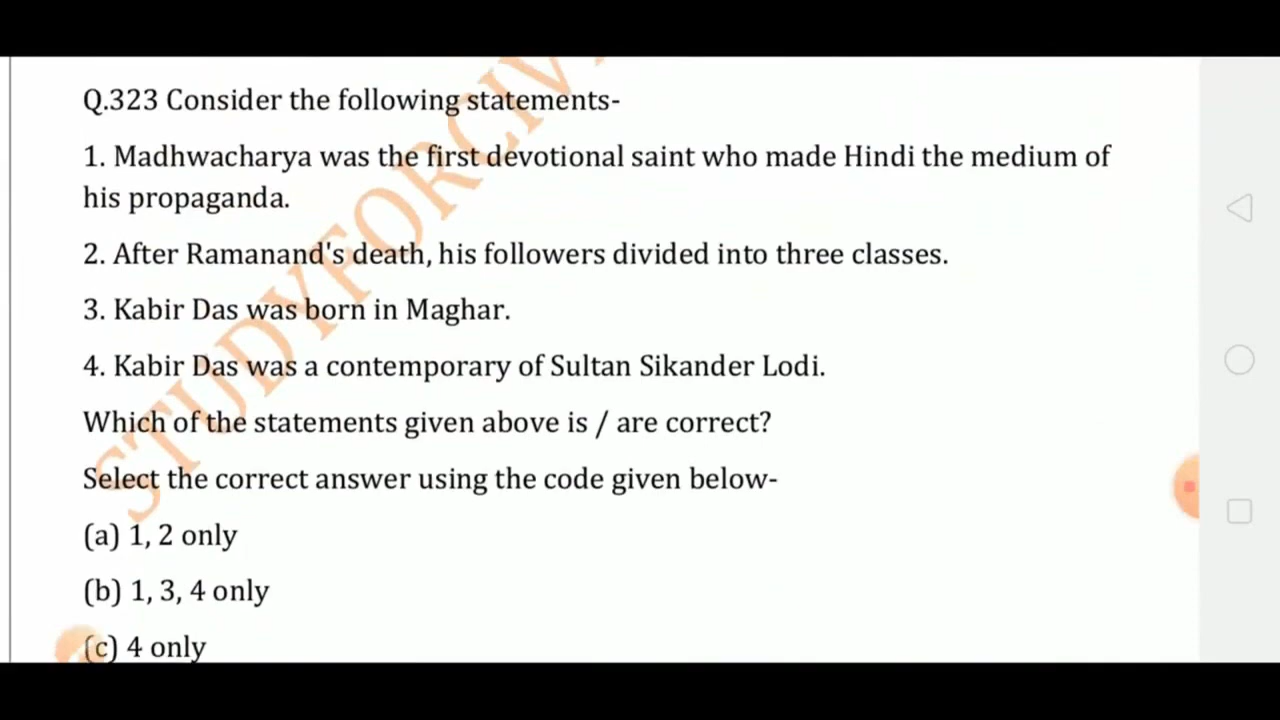 Q.323 Consider the following statements-
1. Madhwacharya was the first devotional saint who made Hindi the medium of
his propaganda.
2. After Ramanand's death, his followers divided into three classes.
3. Kabir Das was born in Maghar.
4. Kabir Das was a contemporary of Sultan Sikander Lodi.
Which of the statements given above is / are correct?
Select the correct answer using the code given below-
(a) 1, 2 only
(b) 1, 3, 4 only
(c) 4 only
STUDYFORCIV